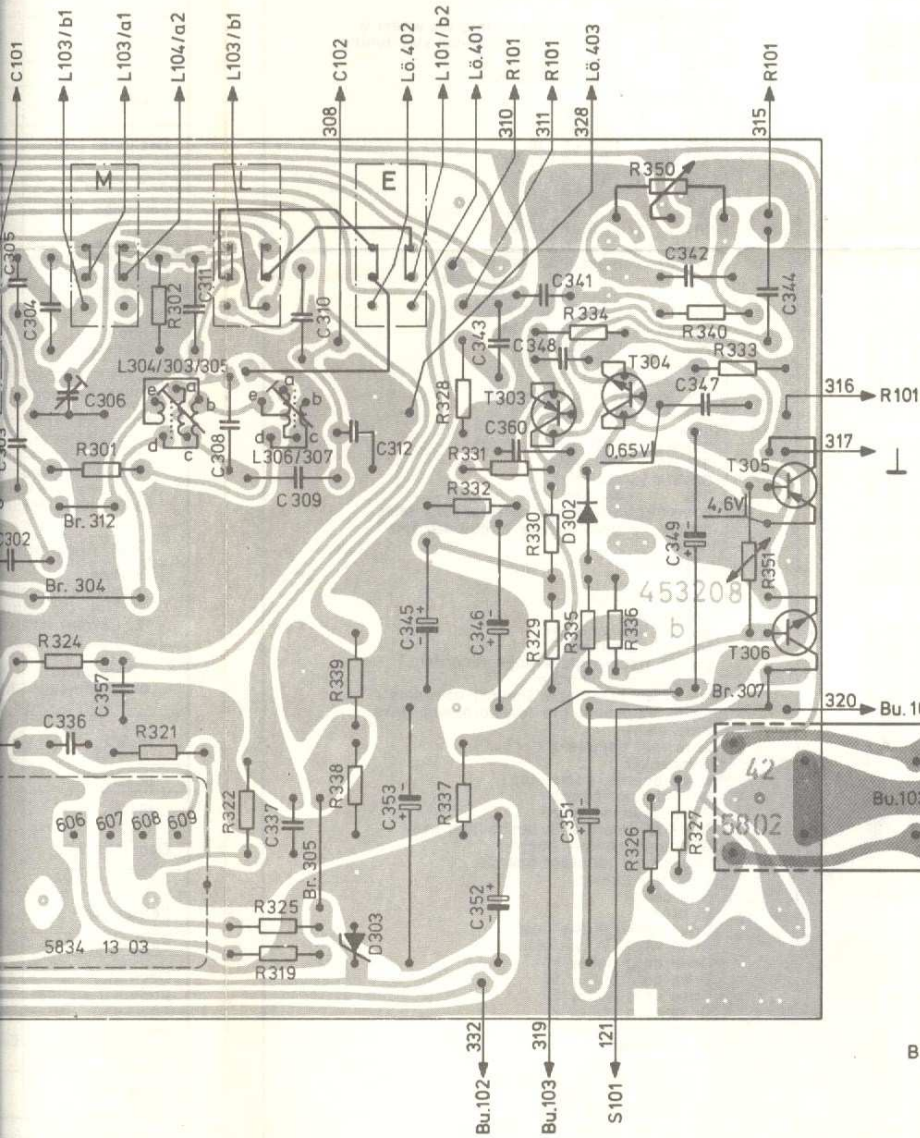 C101
L103/b1
L103/a1
L104/a2
L103/b1
308 C102
Lö.402
L101/b2
Lö.401
310 R101
311 R101
328 Lö.403
315 R101
M
L
E
R350
C305
C304
R302
C311
C310
C341
C342
C344
R334
R340
C343
C348
R333
L304/303/305
C306
a
b
c
d
e
a
b
c
d
e
R328
T303
T304
C347
316 R101
C303
R301
C308
L306/307
C312
C360
R331
0,65V
317
T305
C309
R332
4,6V
Br. 312
R330
D302
C349
R351
C302
Br. 304
453208
b
C345
+
-
C346
+
-
R329
R335
R336
T306
R324
C357
R339
Br. 307
320 Bu.
C336
R321
R338
42
5802
Bu.102
606 607 608 609
R322
C337
Br. 305
C353
+
-
R337
C351
+
-
R326
R327
R325
D303
C352
+
-
5834 13 03
R319
332 Bu.102
319 Bu.103
121 S101
B